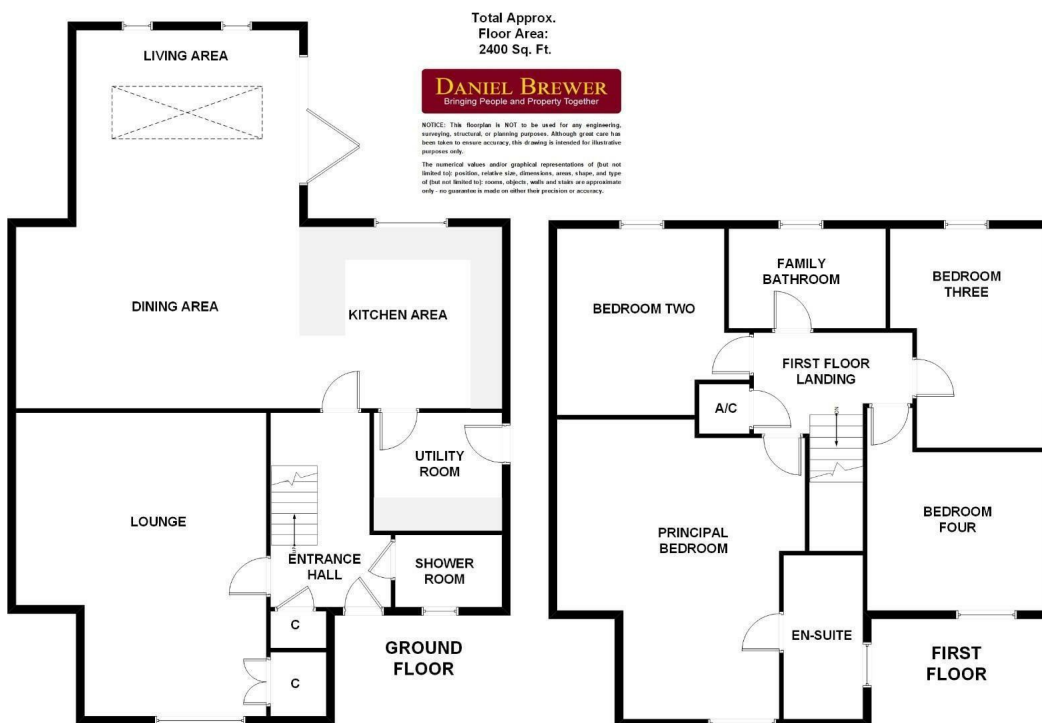 Total Approx.
Floor Area:
2400 Sq. Ft.
DANIEL BREWER
Bringing People and Property Together
NOTICE: This floorplan is NOT to be used for any engineering,
surveying, structural, or planning purposes. Although great care has
been taken to ensure accuracy, this drawing is intended for illustrative
purposes only.
The numerical values and/or graphical representations of (but not
limited to): position, relative size, dimensions, areas, shape, and type
of (but not limited to): rooms, objects, walls and stairs are approximate
only - no guarantee is made on either their precision or accuracy.
LIVING AREA
DINING AREA
KITCHEN AREA
UTILITY
ROOM
LOUNGE
ENTRANCE
HALL
SHOWER
ROOM
C
C
GROUND
FLOOR
FAMILY
BATHROOM
BEDROOM
THREE
BEDROOM TWO
FIRST FLOOR
LANDING
A/C
PRINCIPAL
BEDROOM
BEDROOM
FOUR
EN-SUITE
FIRST
FLOOR